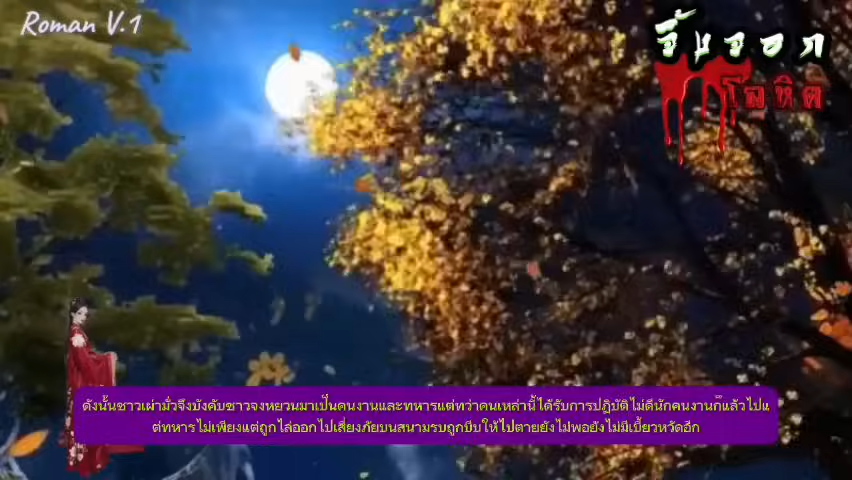 Roman V.1
จิ้มจอก
โลหิต
ดังนั้นชาวเผ่ามั่วจึงบังคับชาวจงหยวนมาเป็นคนงานและทหารแต่ทว่าคนเหล่านี้ได้รับการปฏิบัติไม่ดีนักคนงานก็แล้วไปแ
ต่ทหารไม่เพียงแต่ถูกไล่ออกไปเสี่ยงภัยบนสนามรบถูกบีบให้ไปตายยังไม่พอยังไม่มีเบี้ยวหวัดอีก